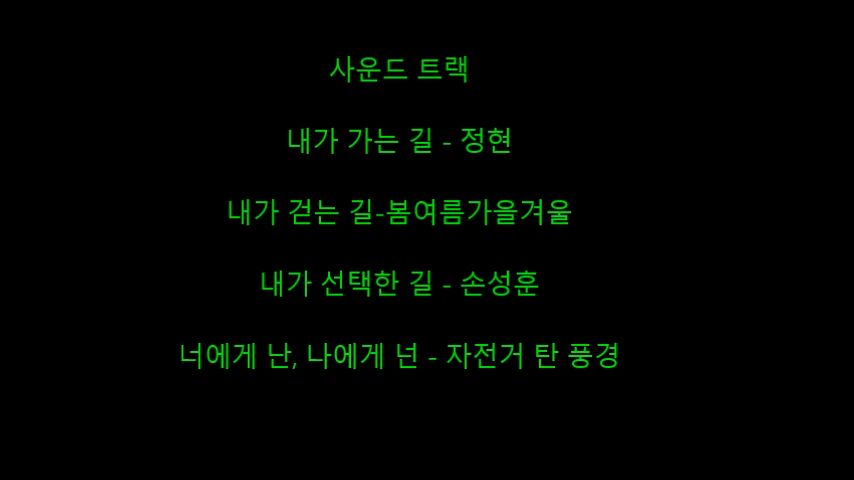 사운드 트랙
내가 가는 길 - 정현
내가 걷는 길-봄여름가을겨울
내가 선택한 길 - 손성훈
너에게 난, 나에게 넌 - 자전거 탄 풍경